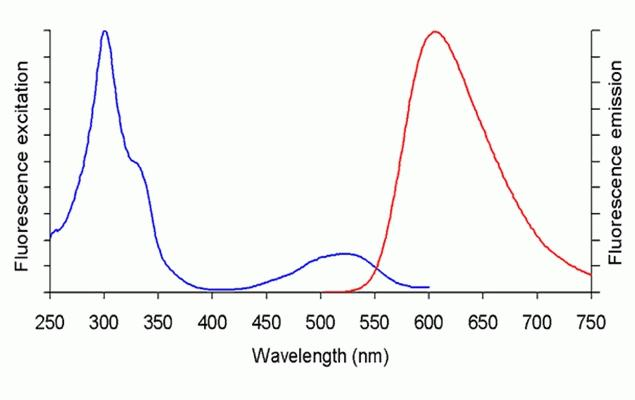 Fluorescence excitation
Fluorescence emission
250 300 350 400 450 500 550 600 650 700 750
Wavelength (nm)